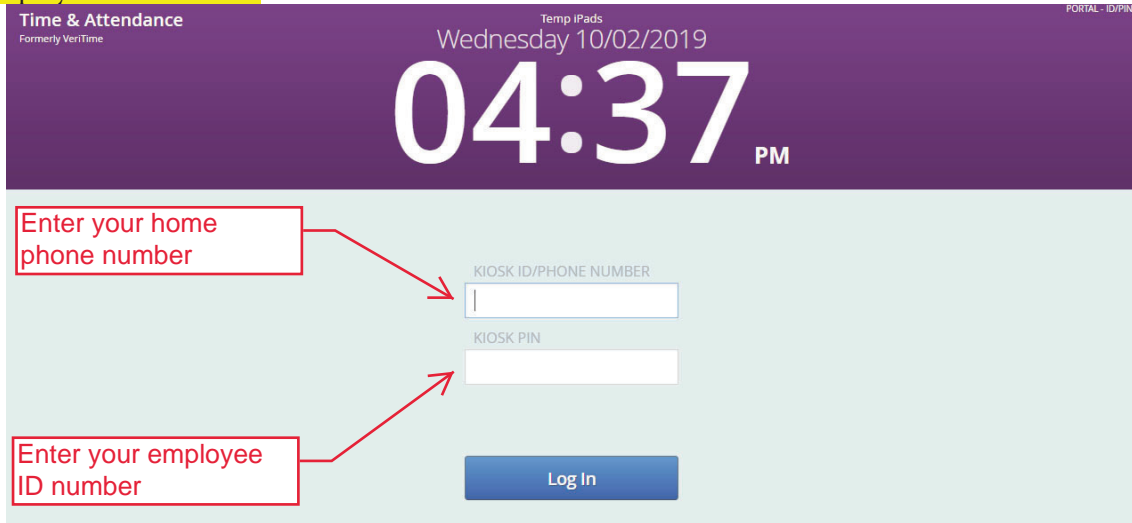 Time & Attendance
Formerly VeriTime
Temp iPads
PORTAL - ID/PIN
Wednesday 10/02/2019
04:37 PM
Enter your home
phone number
KIOSK ID/PHONE NUMBER
KIOSK PIN
Enter your employee
ID number
Log In